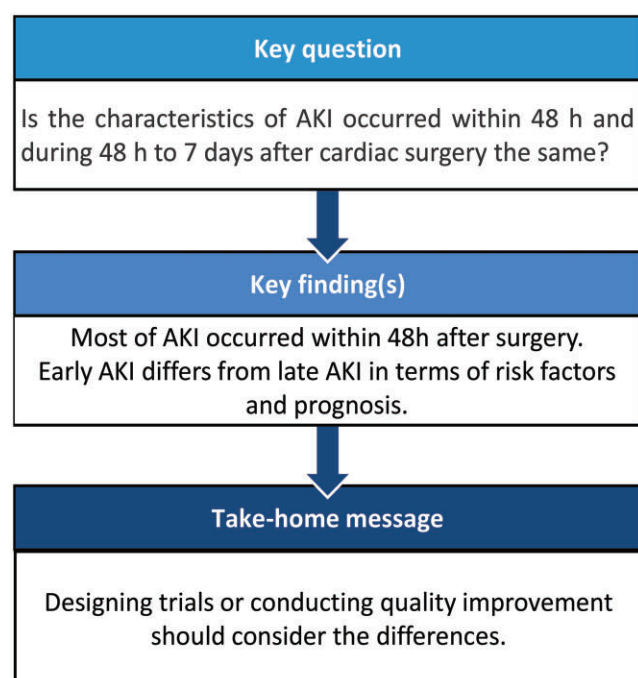 Key question
Is the characteristics of AKI occurred within 48 h and
during 48 h to 7 days after cardiac surgery the same?
Key finding(s)
Most of AKI occurred within 48h after surgery.
Early AKI differs from late AKI in terms of risk factors
and prognosis.
Take-home message
Designing trials or conducting quality improvement
should consider the differences.